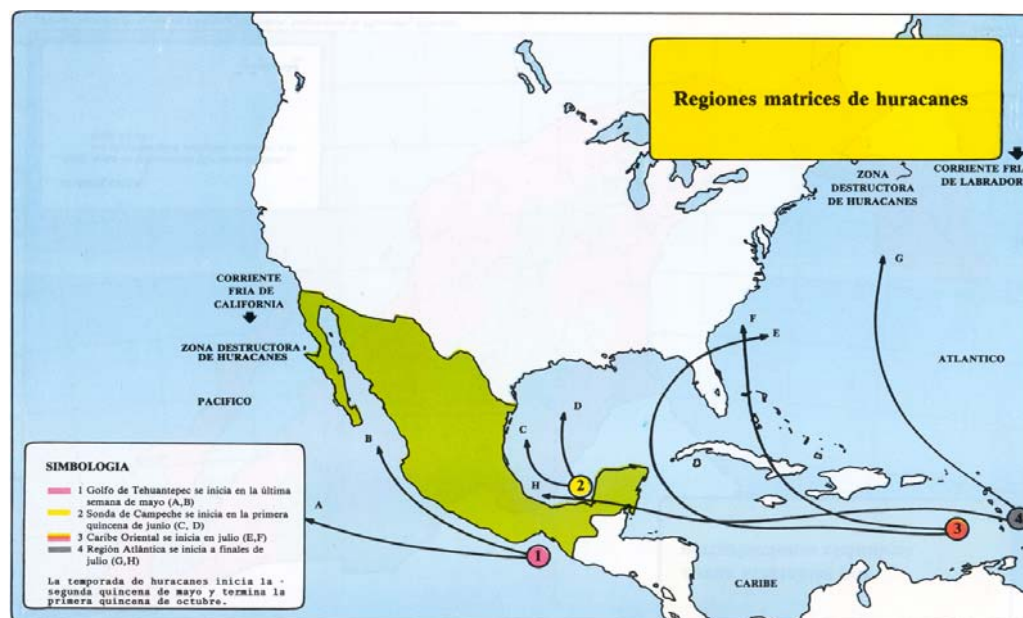 Regiones matrices de huracanes
CORRIENTE FRIA
DE LABRADOR
ZONA
DESTRUCTORA
DE HURACANES
G
CORRIENTE
FRIA DE
CALIFORNIA
ZONA DESTRUCTORA
DE HURACANES
F
E
ATLANTICO
PACIFICO
D
C
B
H
A
2
4
3
1
CARIBE
SIMBOLOGIA
1 Golfo de Tehuantepec se inicia en la última
semana de mayo (A,B)
2 Sonda de Campeche se inicia en la primera
quincena de junio (C, D)
3 Caribe Oriental se inicia en julio (E,F)
4 Región Atlántica se inicia a finales de
julio (G,H)
La temporada de huracanes inicia la
segunda quincena de mayo y termina la
primera quincena de octubre.